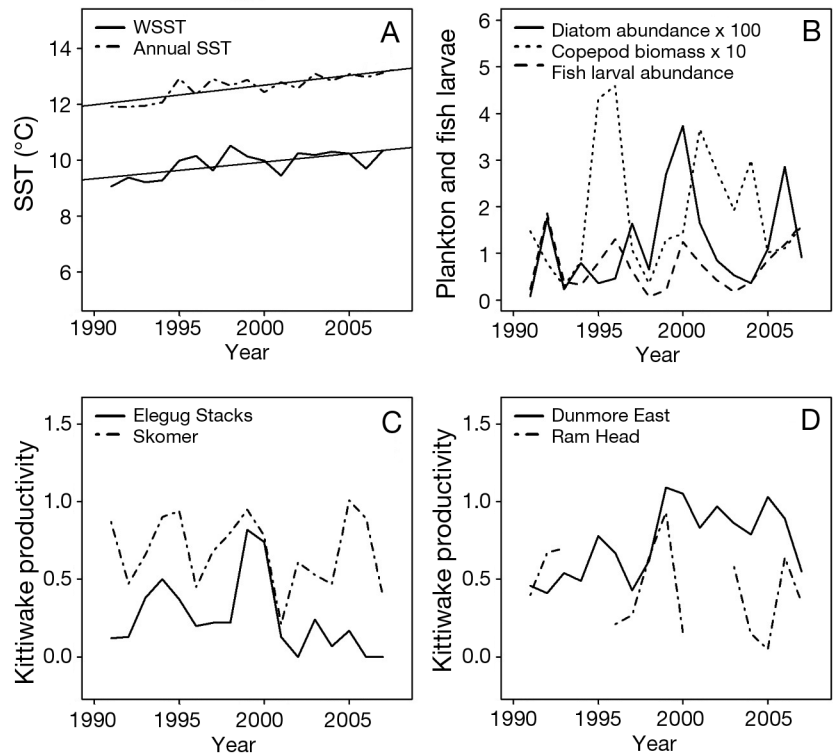 A
WSST
Annual SST
SST (°C)
14
12
10
8
6
1990 1995 2000 2005
Year
B
Diatom abundance x 100
Copepod biomass x 10
Fish larval abundance
Plankton and fish larvae
6
5
4
3
2
1
0
1990 1995 2000 2005
Year
C
Elegug Stacks
Skomer
Kittiwake productivity
1.5
1.0
0.5
0.0
1990 1995 2000 2005
Year
D
Dunmore East
Ram Head
Kittiwake productivity
1.5
1.0
0.5
0.0
1990 1995 2000 2005
Year